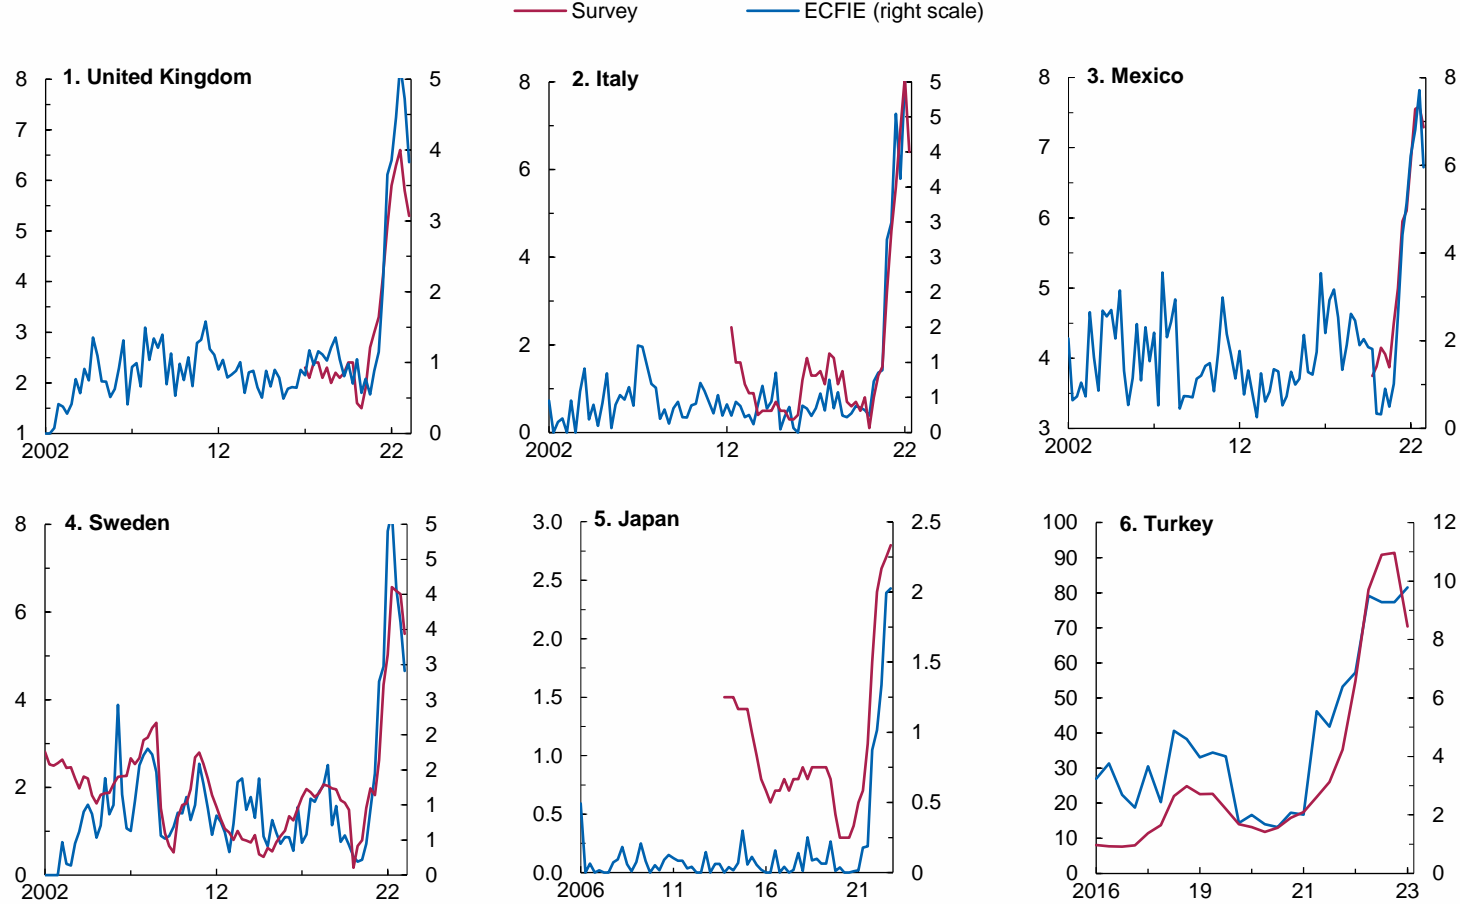 Survey ECFIE (right scale)
1. United Kingdom
8 7 6 5 4 3 2 1
5 4 3 2 1 0
2002 12 22
2. Italy
8 6 4 2 0
5 5 4 4 3 3 2 2 1 1 0
2002 12 22
3. Mexico
8 7 6 5 4 3
8 6 4 2 0
2002 12 22
4. Sweden
8 6 4 2 0
5 5 4 4 3 3 2 2 1 1 0
2002 12 22
5. Japan
3.0 2.5 2.0 1.5 1.0 0.5 0.0
2.5 2 1.5 1 0.5 0
2006 11 16 21
6. Turkey
100 90 80 70 60 50 40 30 20 10 0
12 10 8 6 4 2 0
2016 19 21 23